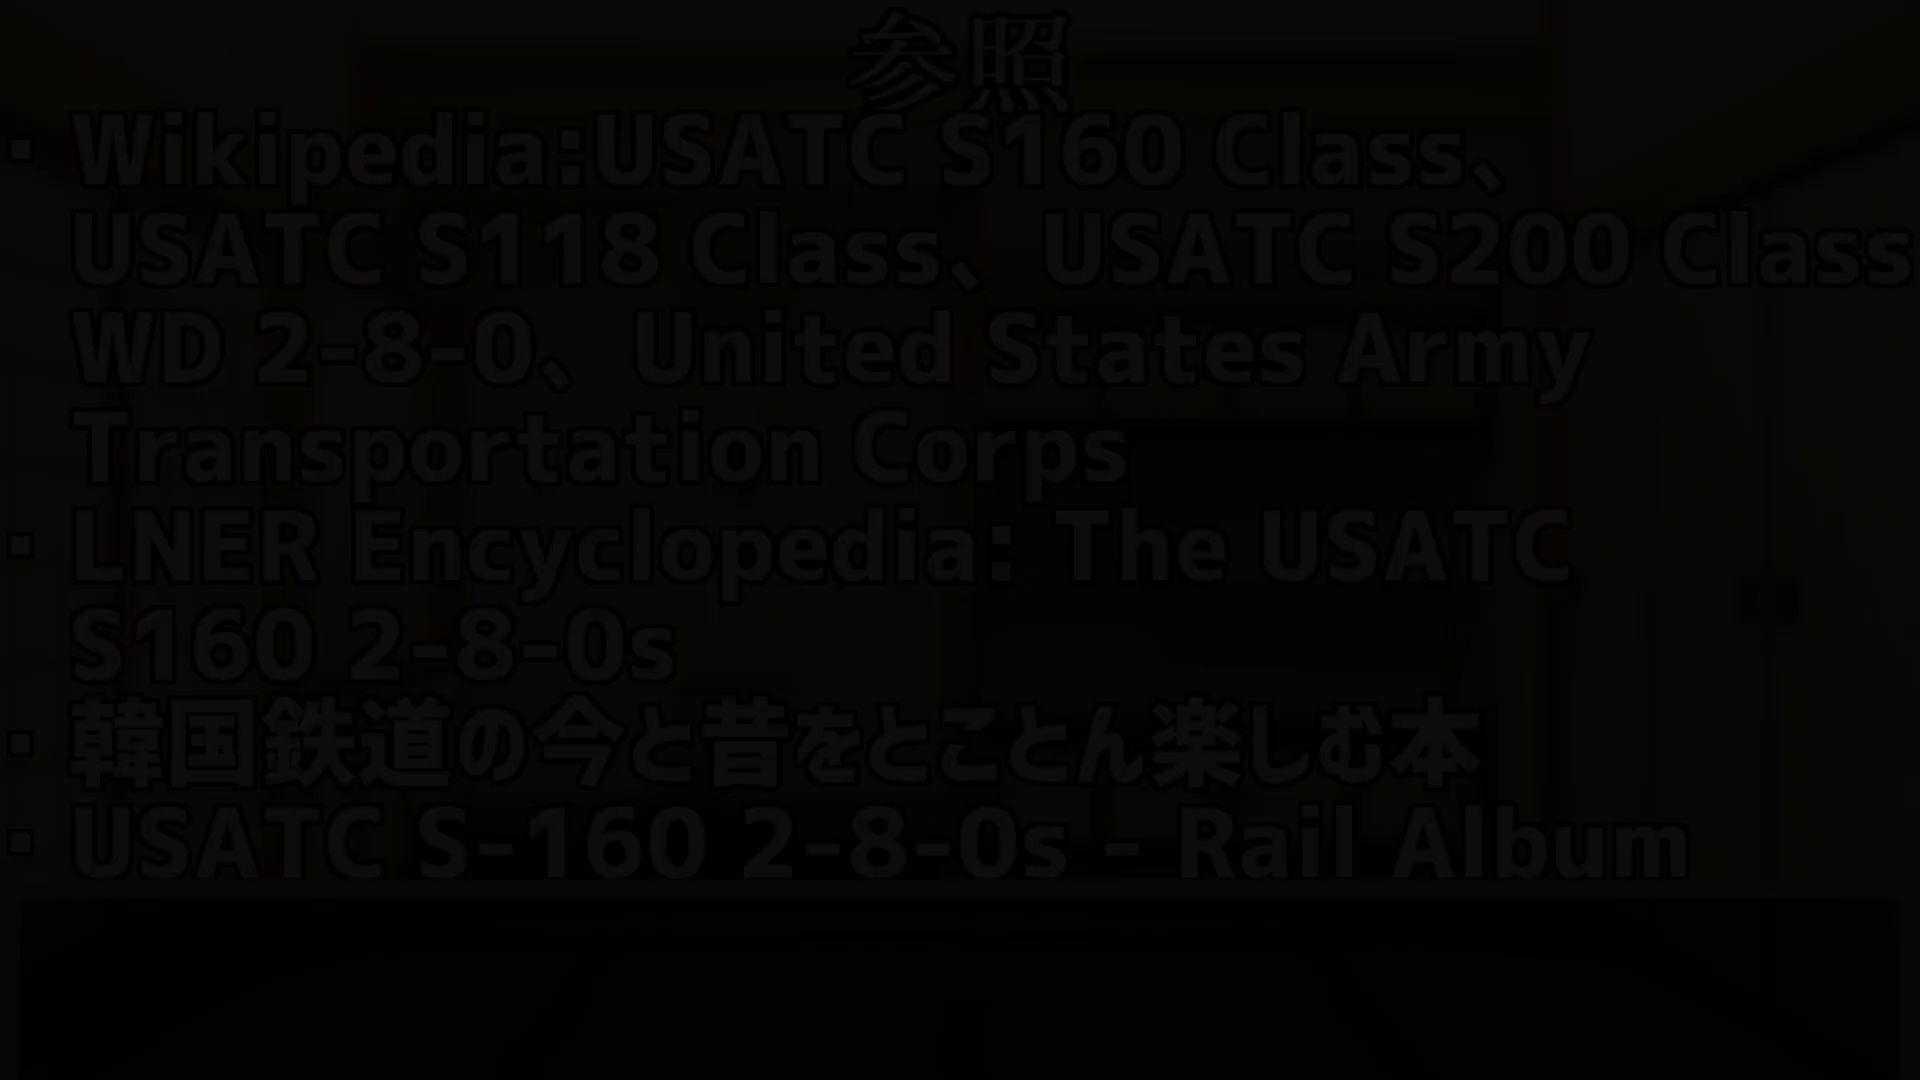 参照
・Wikipedia:USATC S160 Class、
USATC S118 Class、USATC S200 Class
WD 2-8-0、United States Army
Transportation Corps
・LNER Encyclopedia: The USATC
S160 2-8-0s
・韓国鉄道の今と昔をとことん楽しむ本
・USATC S-160 2-8-0s - Rail Album